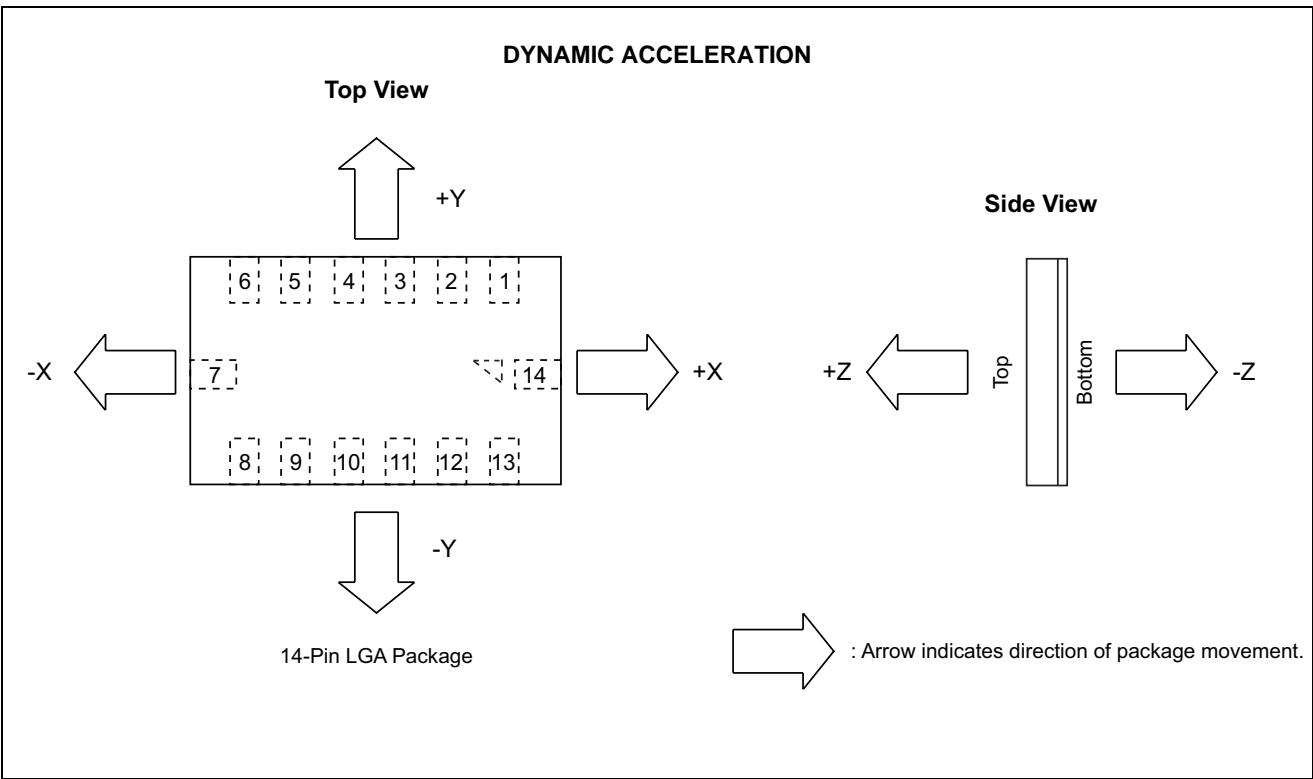 DYNAMIC ACCELERATION
Top View
+Y
Side View
6 5 4 3 2 1
-X 7 14 +X
+Z Top Bottom -Z
8 9 10 11 12 13
-Y
14-Pin LGA Package
: Arrow indicates direction of package movement.